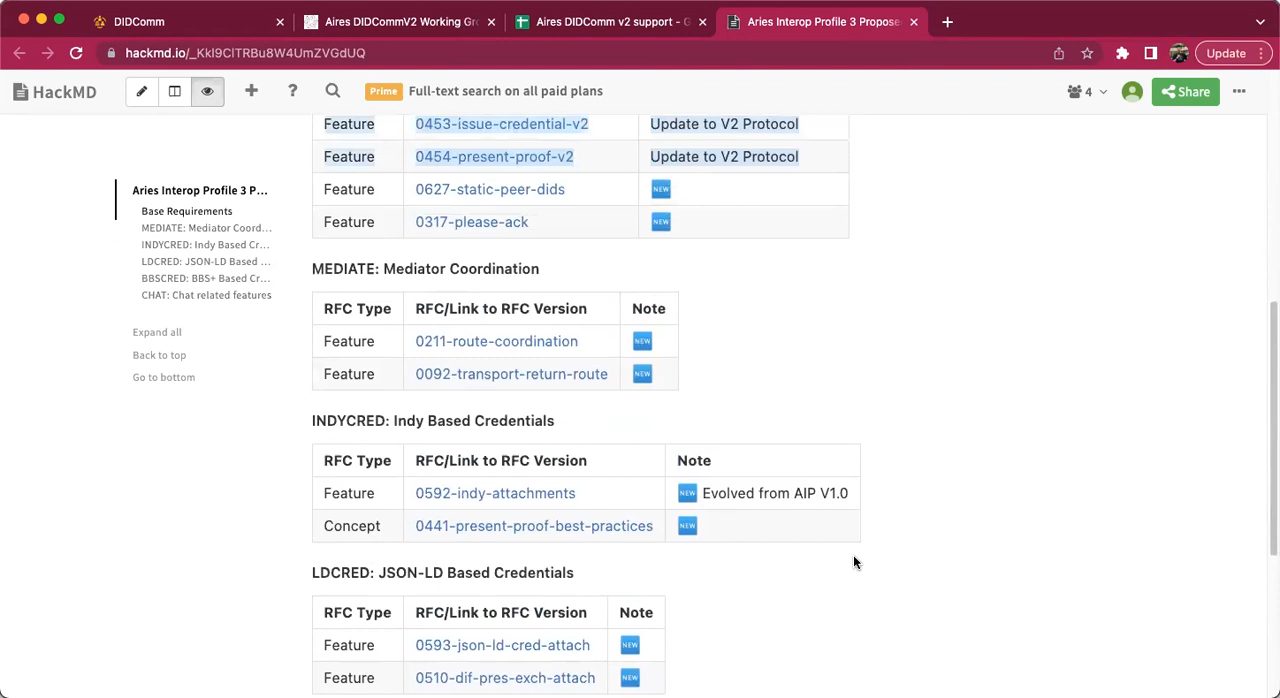 DIDComm
Aires DIDCommV2 Working Gr
Aires DIDComm v2 support - G
Aries Interop Profile 3 Propose
hackmd.io/_KkI9ClTRBu8W4UmZVGdUQ
Update
HackMD
Prime Full-text search on all paid plans
4
Share
Aries Interop Profile 3 P...
Base Requirements
MEDIATE: Mediator Coord...
INDYCRED: Indy Based Cr...
LDCRED: JSON-LD Based ...
BBSCRED: BBS+ Based Cr...
CHAT: Chat related features
Expall all
Back to top
Go to bottom
Feature 0453-issue-credential-v2 Update to V2 Protocol
Feature 0454-present-proof-v2 Update to V2 Protocol
Feature 0627-static-peer-dids NEW
Feature 0317-please-ack NEW
MEDIATE: Mediator Coordination
RFC Type RFC/Link to RFC Version Note
Feature 0211-route-coordination NEW
Feature 0092-transport-return-route NEW
INDYCRED: Indy Based Credentials
RFC Type RFC/Link to RFC Version Note
Feature 0592-indy-attachments NEW Evolved from AIP V1.0
Concept 0441-present-proof-best-practices NEW
LDCRED: JSON-LD Based Credentials
RFC Type RFC/Link to RFC Version Note
Feature 0593-json-ld-cred-attach NEW
Feature 0510-dif-pres-exch-attach NEW